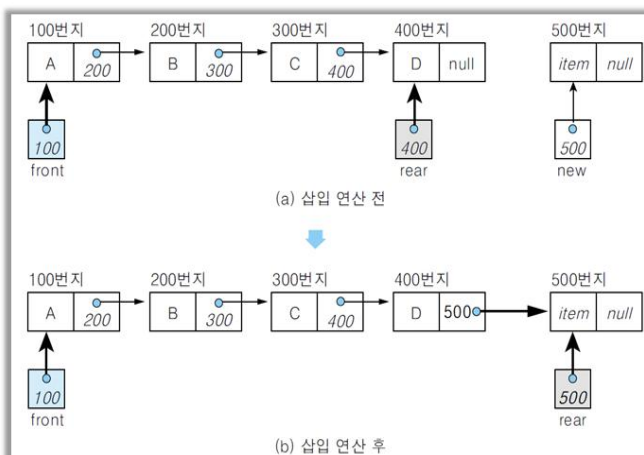 100번지 200번지 300번지 400번지 500번지
A 200 B 300 C 400 D null item null
100 400 500
front rear new
(a) 삽입 연산 전
100번지 200번지 300번지 400번지 500번지
A 200 B 300 C 400 D 500 item null
100 500
front rear
(b) 삽입 연산 후